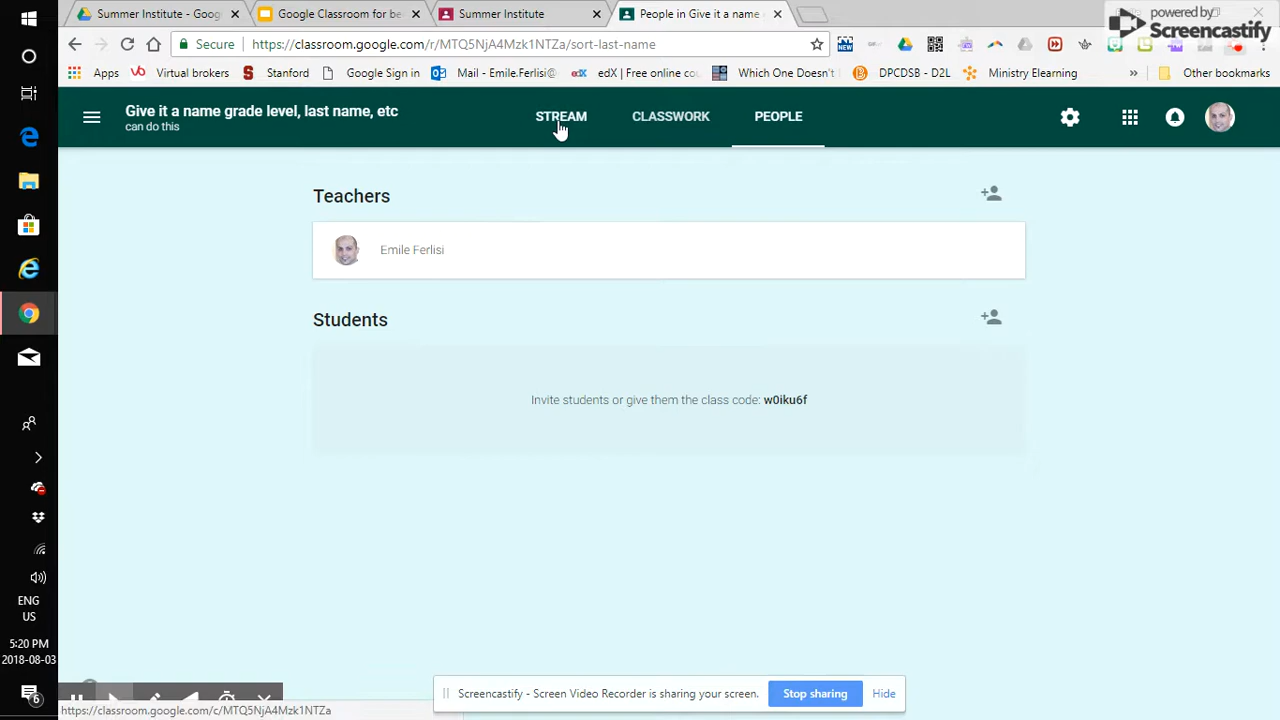 Summer Institute - Goog
Google Classroom for be
Summer Institute
People in Give it a name
powered by
Screencastify
Secure
https://classroom.google.com/r/MTQ5NjA4Mzk1NTZa/sort-last-name
Apps
Virtual brokers
Stanford
Google Sign in
Mail - Emile.Ferlisi@
edX | Free online cou
Which One Doesn't
DPCDSB - D2L
Ministry Elearning
»
Other bookmarks
Give it a name grade level, last name, etc
can do this
STREAM
CLASSWORK
PEOPLE
Teachers
Emile Ferlisi
Students
Invite students or give them the class code: w0iku6f
ENG
US
5:20 PM
2018-08-03
6
Screencastify - Screen Video Recorder is sharing your screen.
Stop sharing
Hide
https://classroom.google.com/c/MTQ5NjA4Mzk1NTZa